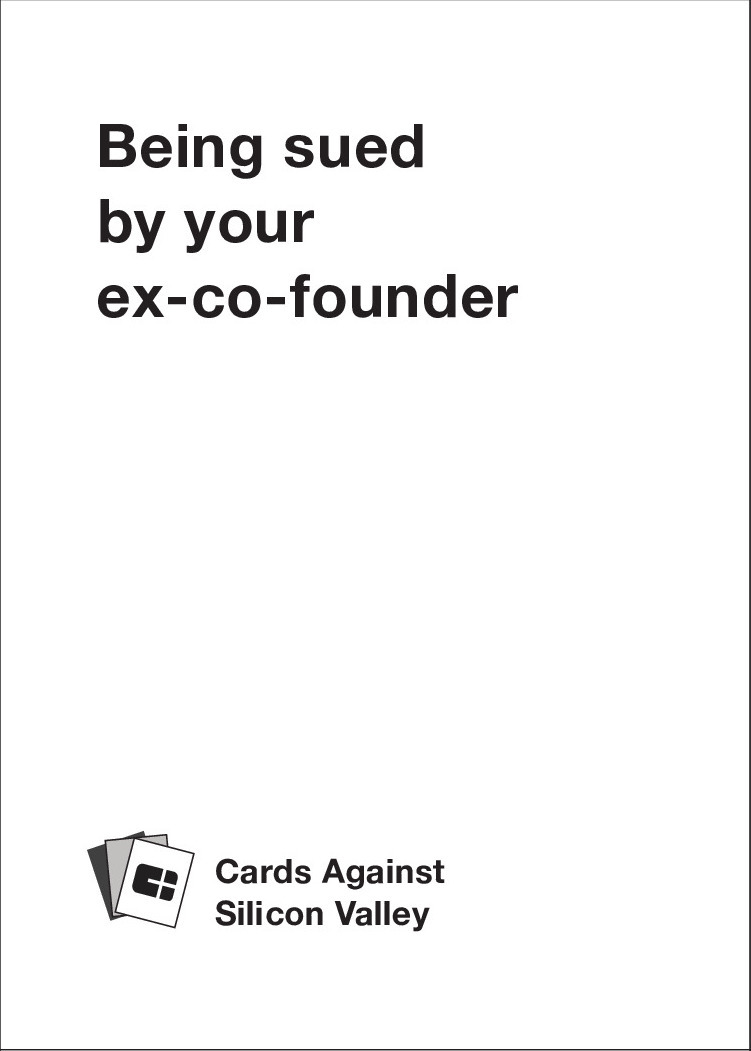 Being sued
by your
ex-co-founder
Cards Against
Silicon Valley